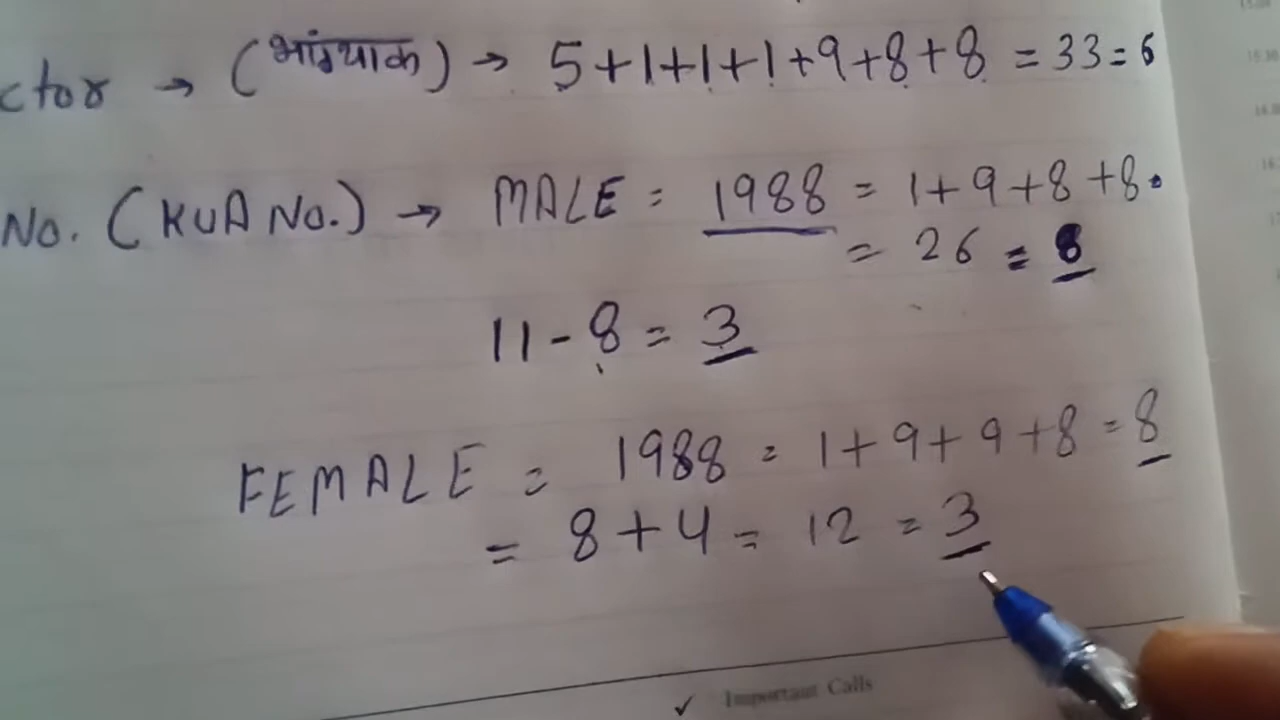 ctor → (भाग्यांक) → 5+1+1+1+9+8+8 = 33 = 6
No. (KUA No.) → MALE = 1988 = 1+9+8+8
= 26 = 8
11-8 = 3
FEMALE = 1988 = 1+9+9+8 = 8
= 8+4 = 12 = 3
✓ Important Calls